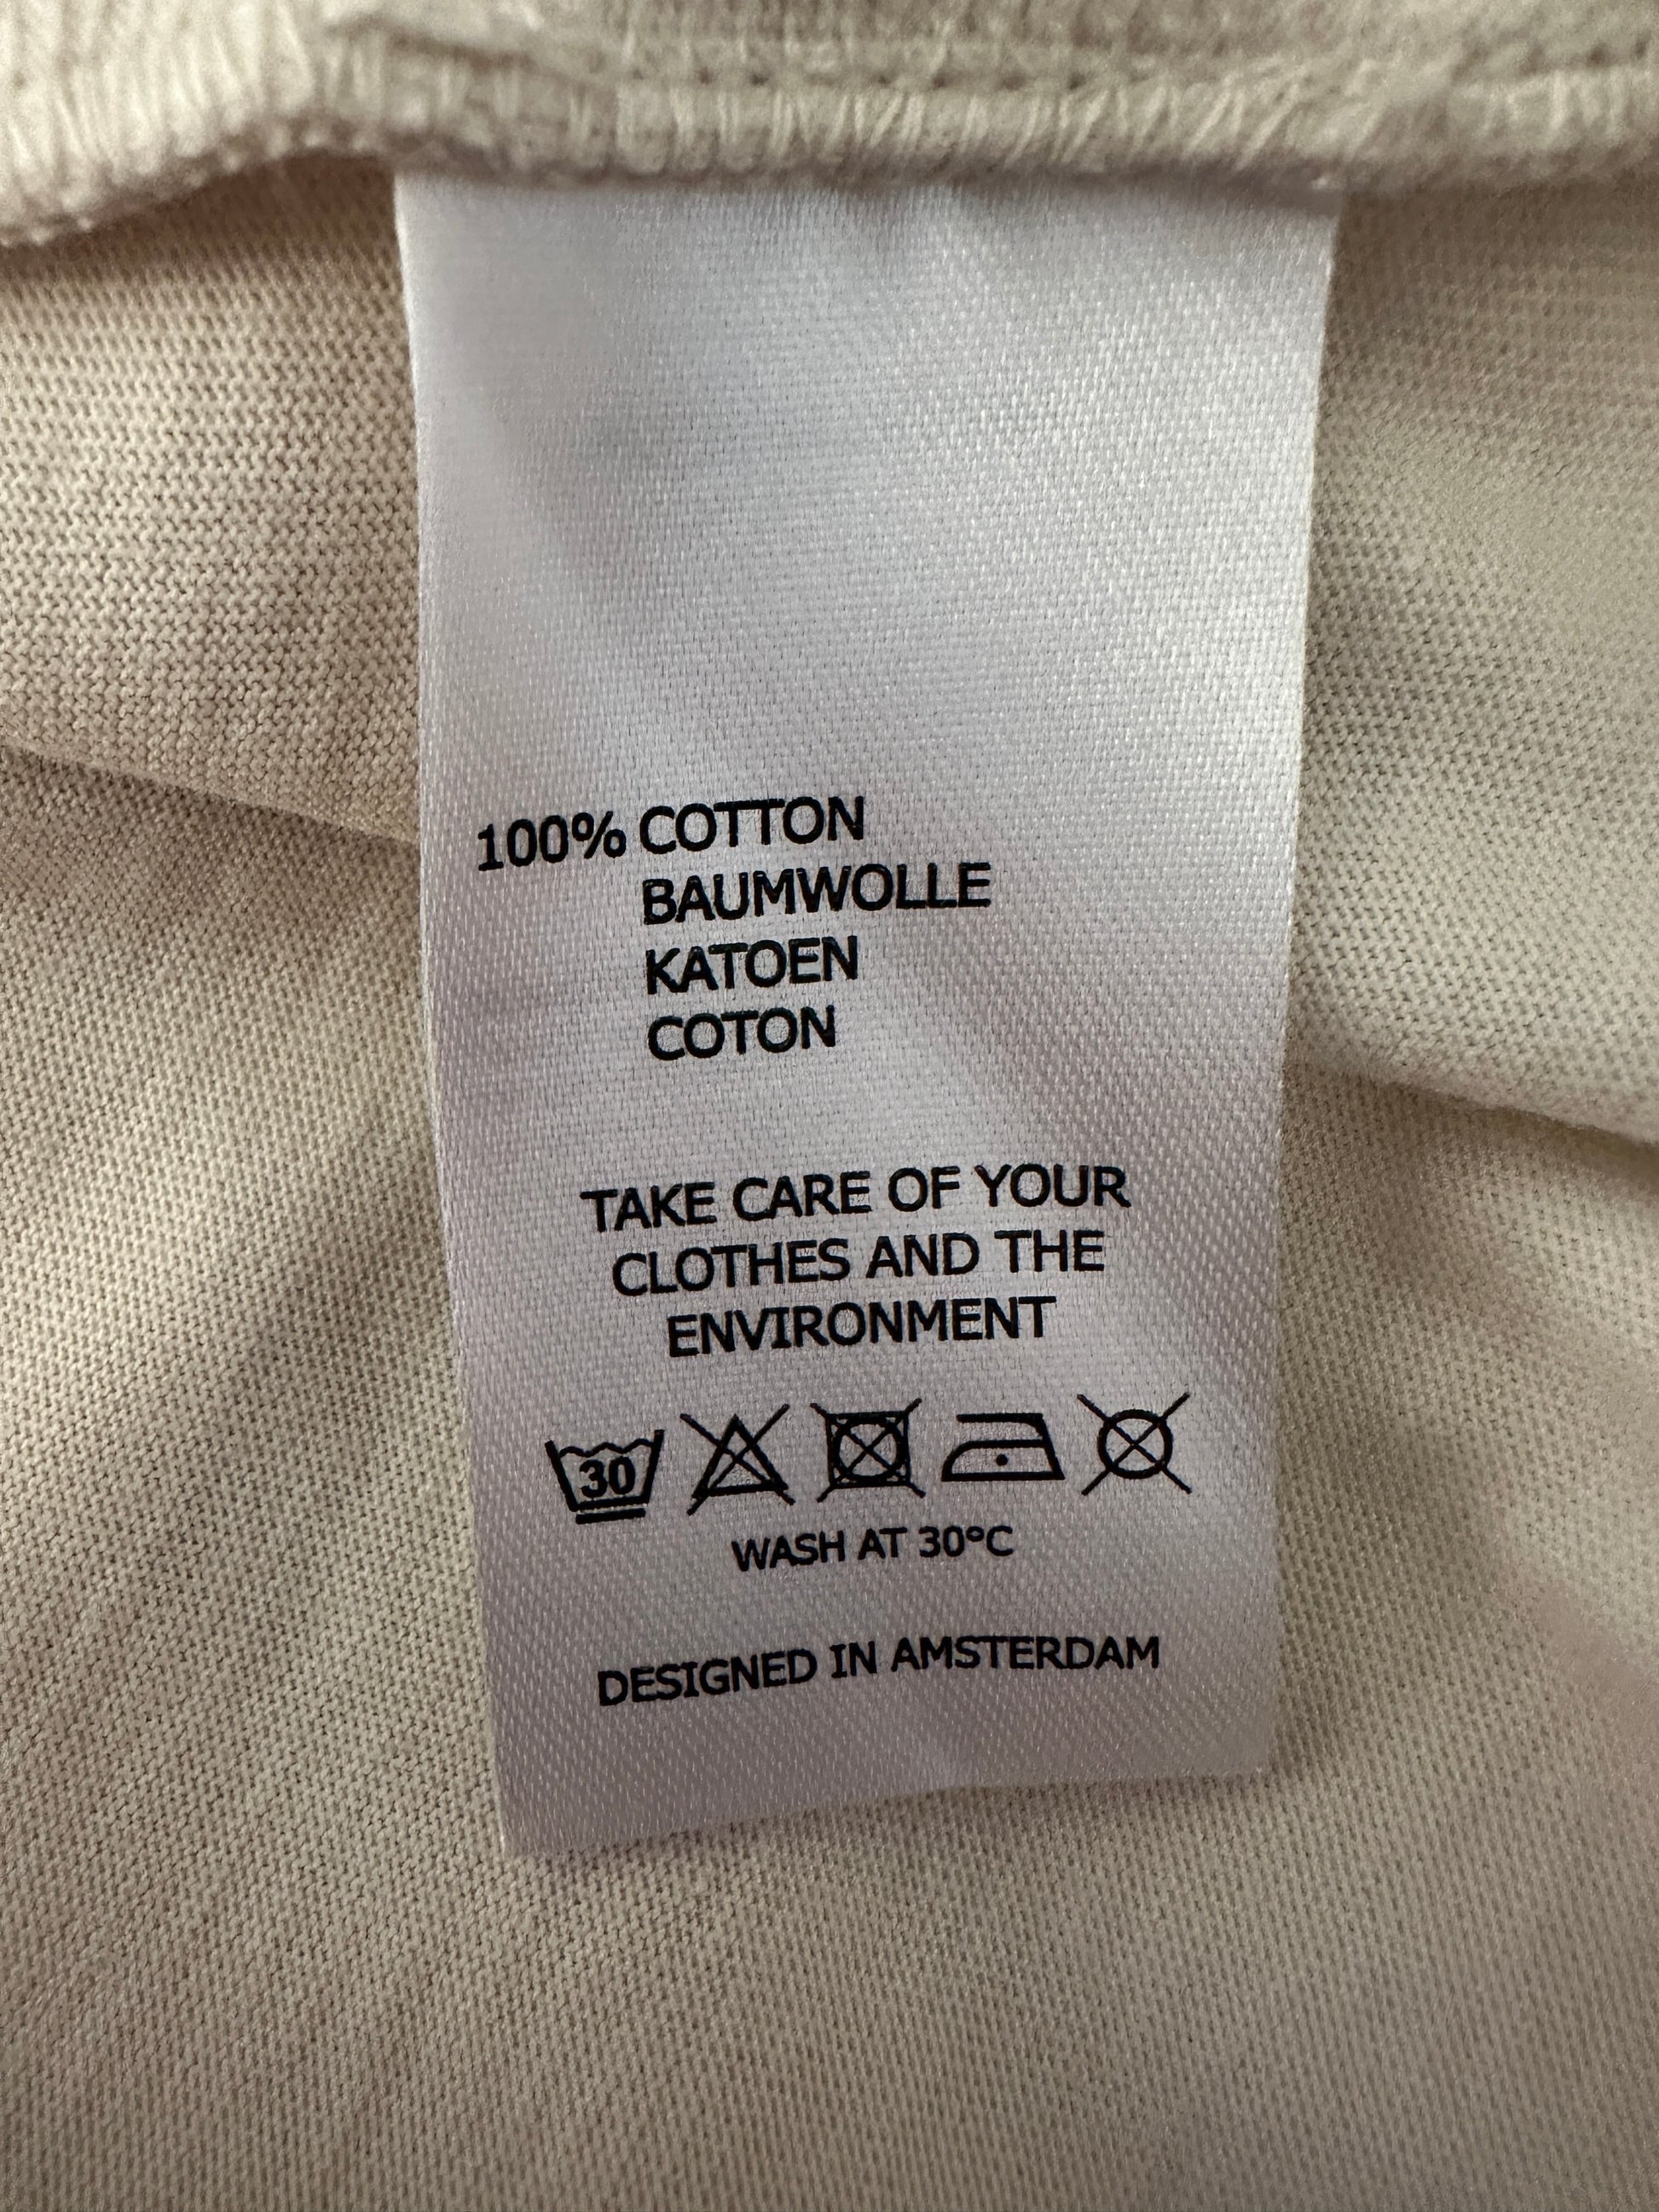 100% COTTON
BAUMWOLLE
KATOEN
COTON
TAKE CARE OF YOUR
CLOTHES AND THE
ENVIRONMENT
30
WASH AT 30°C
DESIGNED IN AMSTERDAM